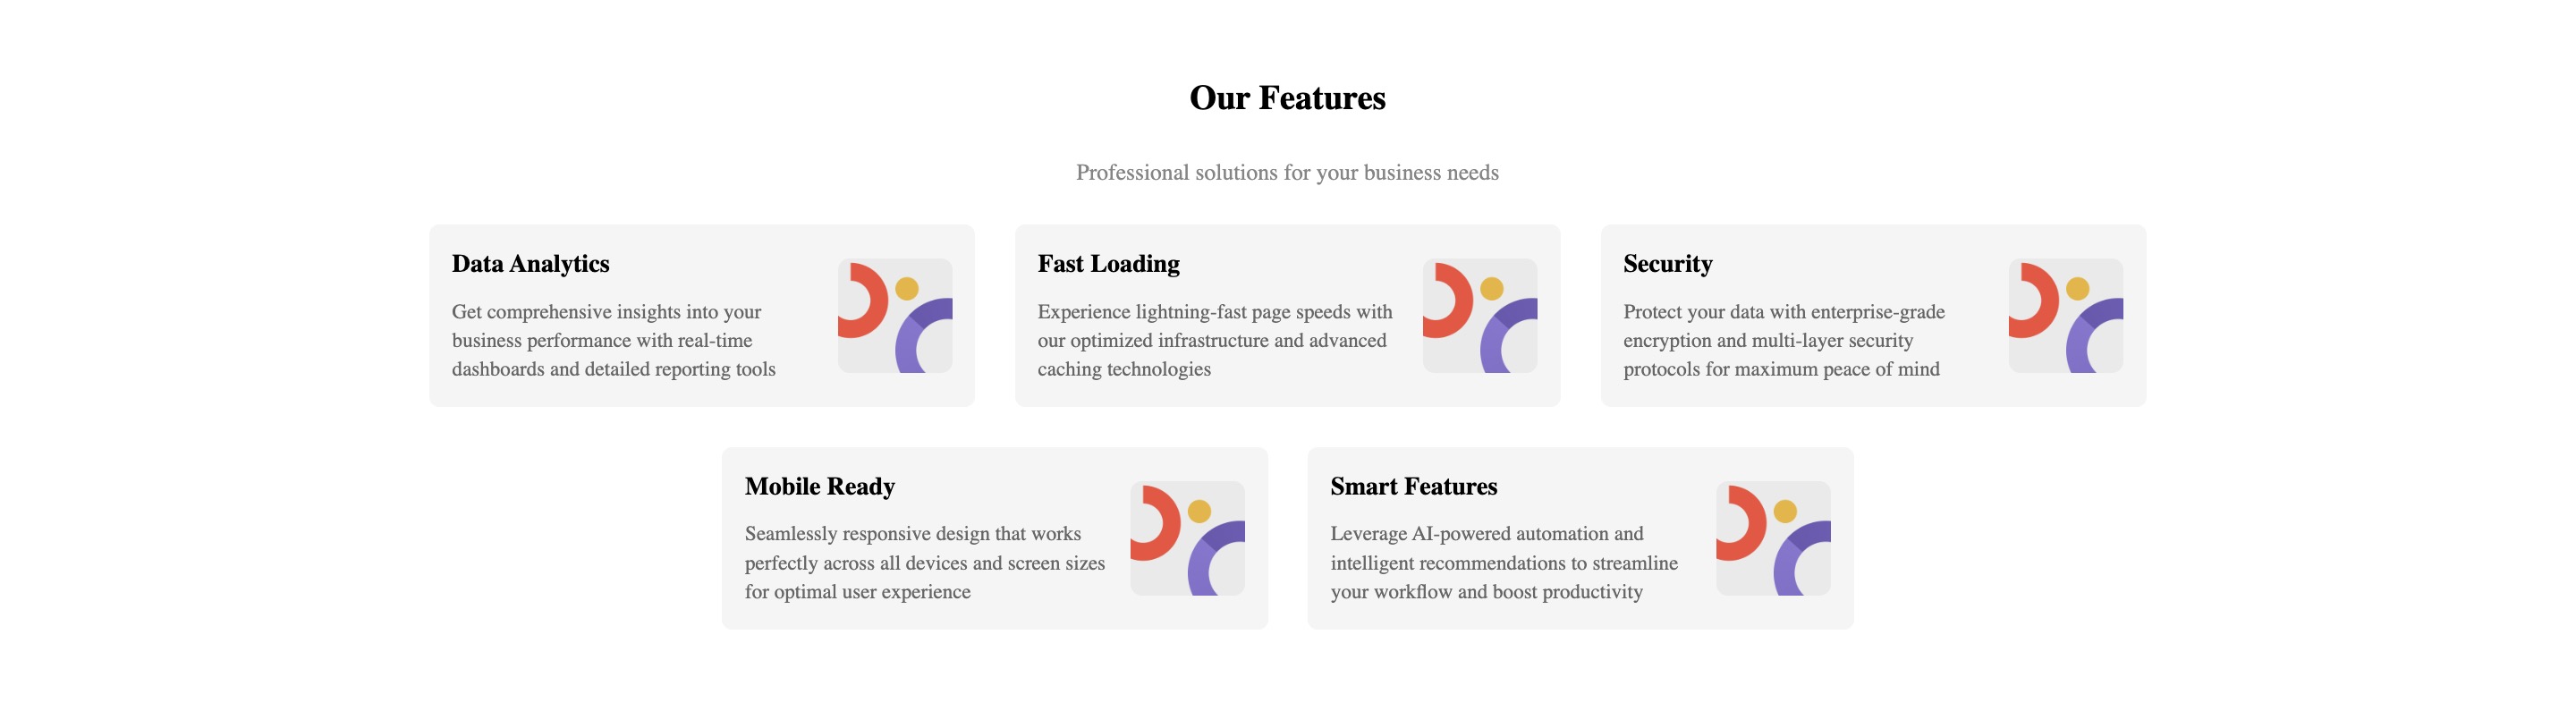 Our Features
Professional solutions for your business needs
Data Analytics
Get comprehensive insights into your
business performance with real-time
dashboards and detailed reporting tools
Fast Loading
Experience lightning-fast page speeds with
our optimized infrastructure and advanced
caching technologies
Security
Protect your data with enterprise-grade
encryption and multi-layer security
protocols for maximum peace of mind
Mobile Ready
Seamlessly responsive design that works
perfectly across all devices and screen sizes
for optimal user experience
Smart Features
Leverage AI-powered automation and
intelligent recommendations to streamline
your workflow and boost productivity